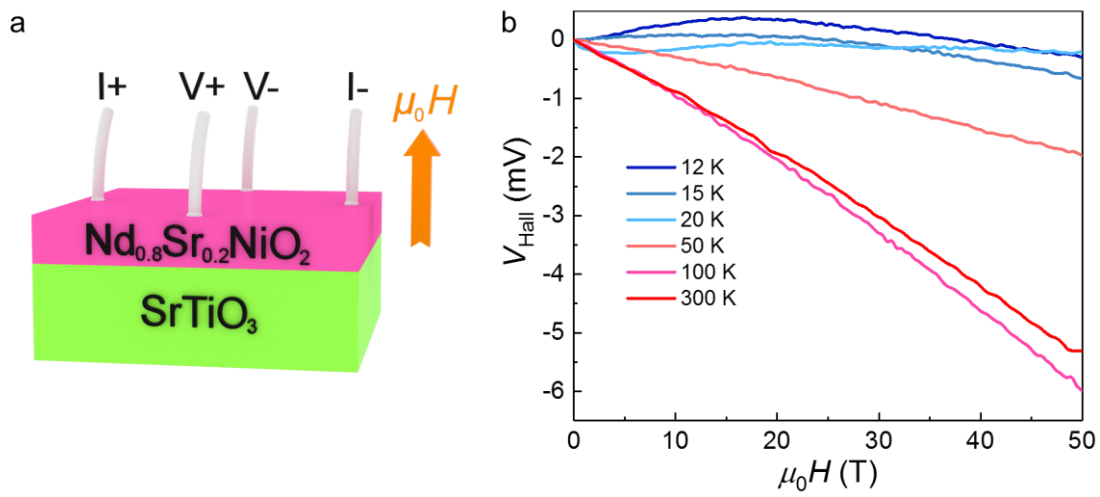 a
I+ V+ V- I-
μ₀H
Nd₀.₈Sr₀.₂NiO₂
SrTiO₃
b
0
-1
-2
-3
-4
-5
-6
V_Hall (mV)
12 K
15 K
20 K
50 K
100 K
300 K
0 10 20 30 40 50
μ₀H (T)